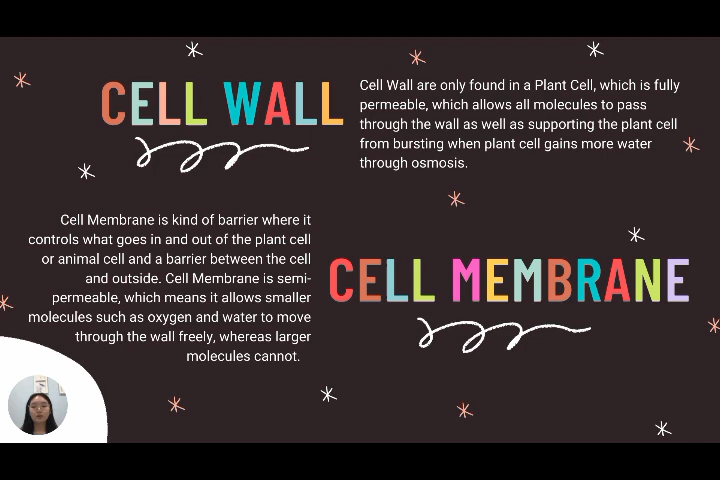 CELL WALL
Cell Wall are only found in a Plant Cell, which is fully
permeable, which allows all molecules to pass
through the wall as well as supporting the plant cell
from bursting when plant cell gains more water
through osmosis.
Cell Membrane is kind of barrier where it
controls what goes in and out of the plant cell
or animal cell and a barrier between the cell
and outside. Cell Membrane is semi-
permeable, which means it allows smaller
molecules such as oxygen and water to move
through the wall freely, whereas larger
molecules cannot.
CELL MEMBRANE